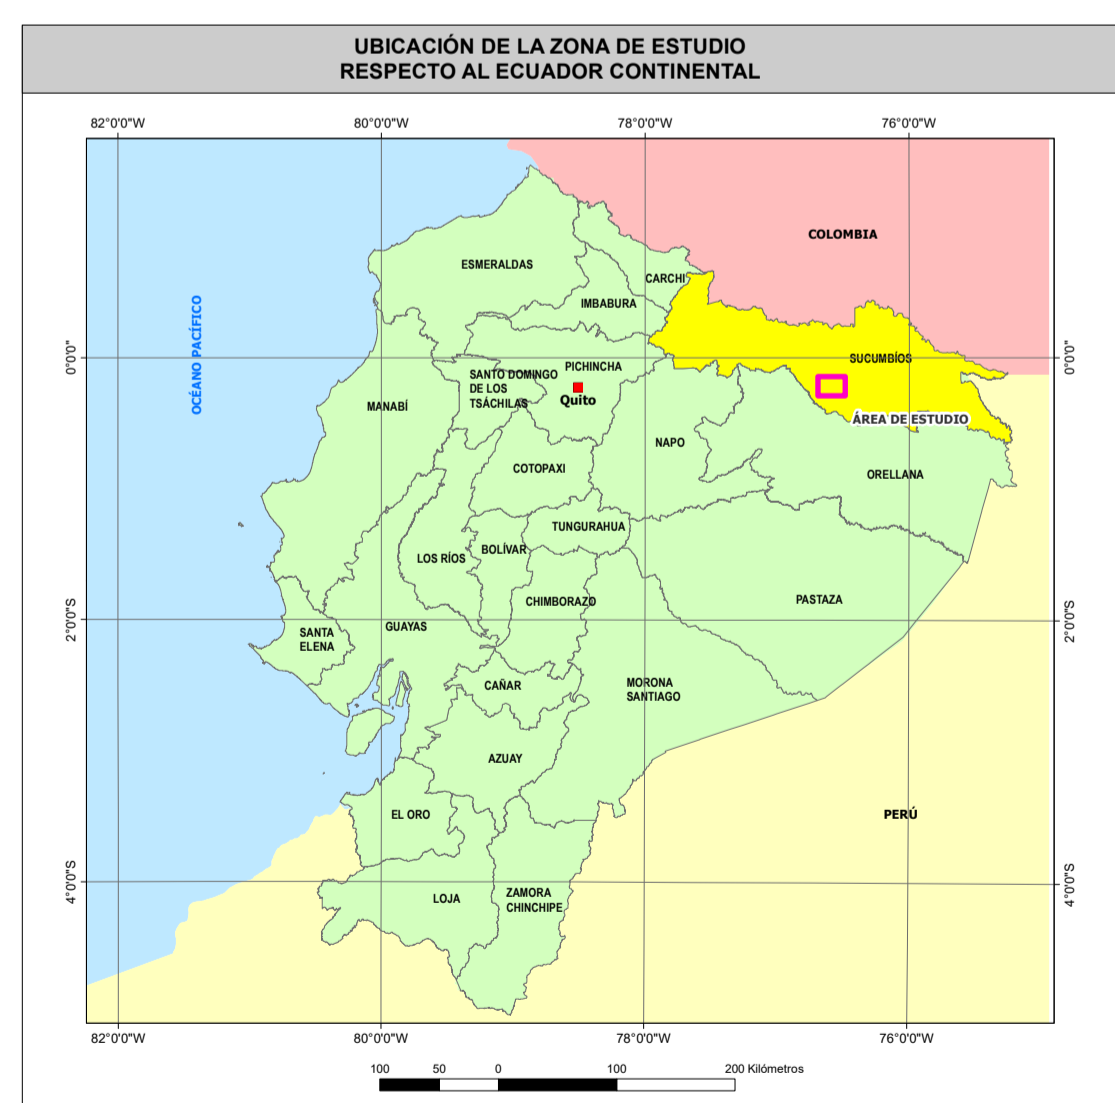 UBICACIÓN DE LA ZONA DE ESTUDIO
RESPECTO AL ECUADOR CONTINENTAL
82°0'0"W
80°0'0"W
78°0'0"W
76°0'0"W
COLOMBIA
ESMERALDAS
CARCHI
IMBABURA
OCÉANO PACÍFICO
0°0'0"
0°0'0"
SUCUMBÍOS
PICHINCHA
SANTO DOMINGO
DE LOS
TSÁCHILAS
Quito
MANABÍ
ÁREA DE ESTUDIO
NAPO
COTOPAXI
ORELLANA
TUNGURAHUA
BOLÍVAR
LOS RÍOS
CHIMBORAZO
PASTAZA
2°0'0"S
2°0'0"S
GUAYAS
SANTA
ELENA
CAÑAR
MORONA
SANTIAGO
AZUAY
EL ORO
PERÚ
4°0'0"S
4°0'0"S
LOJA
ZAMORA
CHINCHIPE
82°0'0"W
80°0'0"W
78°0'0"W
76°0'0"W
100
50
0
100
200 Kilómetros